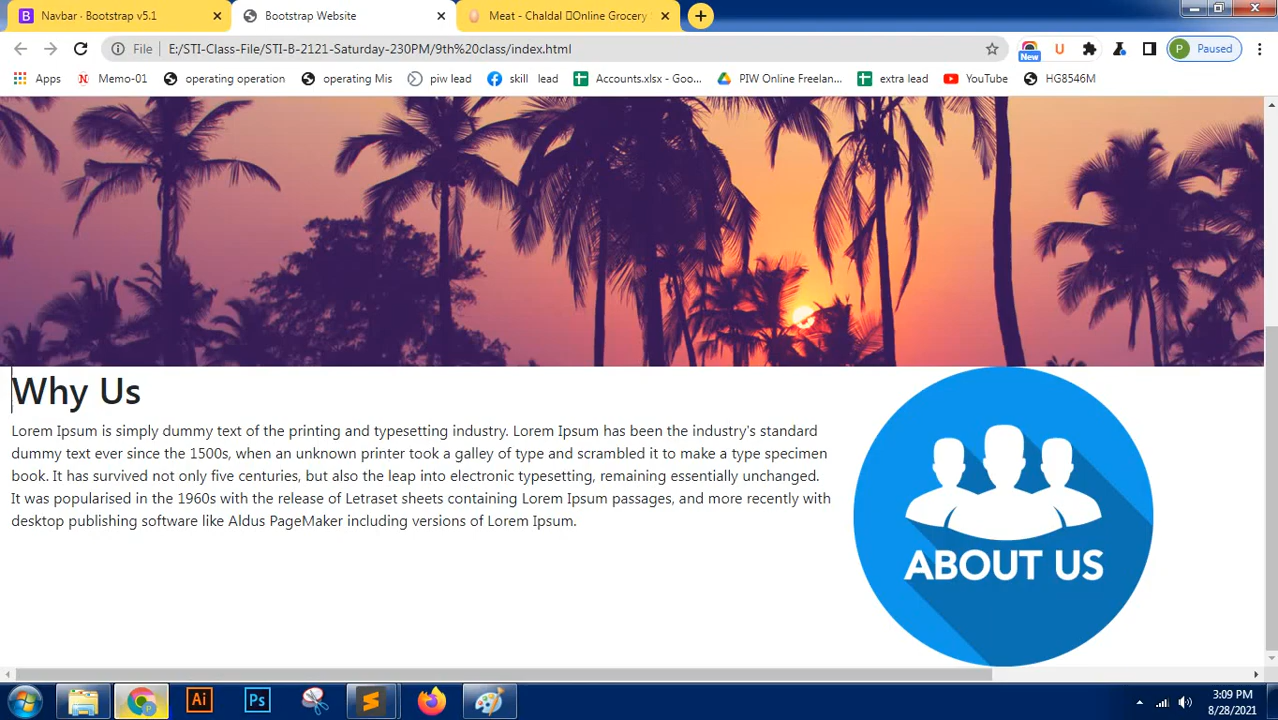 Navbar · Bootstrap v5.1
Bootstrap Website
Meat - Chaldal Online Grocery
File
E:/STI-Class-File/STI-B-2121-Saturday-230PM/9th%20class/index.html
New
U
P Paused
Apps
Memo-01
operating operation
operating Mis
piw lead
skill lead
Accounts.xlsx - Goo...
PIW Online Freelan...
extra lead
YouTube
HG8546M
Why Us
Lorem Ipsum is simply dummy text of the printing and typesetting industry. Lorem Ipsum has been the industry's standard
dummy text ever since the 1500s, when an unknown printer took a galley of type and scrambled it to make a type specimen
book. It has survived not only five centuries, but also the leap into electronic typesetting, remaining essentially unchanged.
It was popularised in the 1960s with the release of Letraset sheets containing Lorem Ipsum passages, and more recently with
desktop publishing software like Aldus PageMaker including versions of Lorem Ipsum.
ABOUT US
Ai
Ps
3:09 PM
8/28/2021